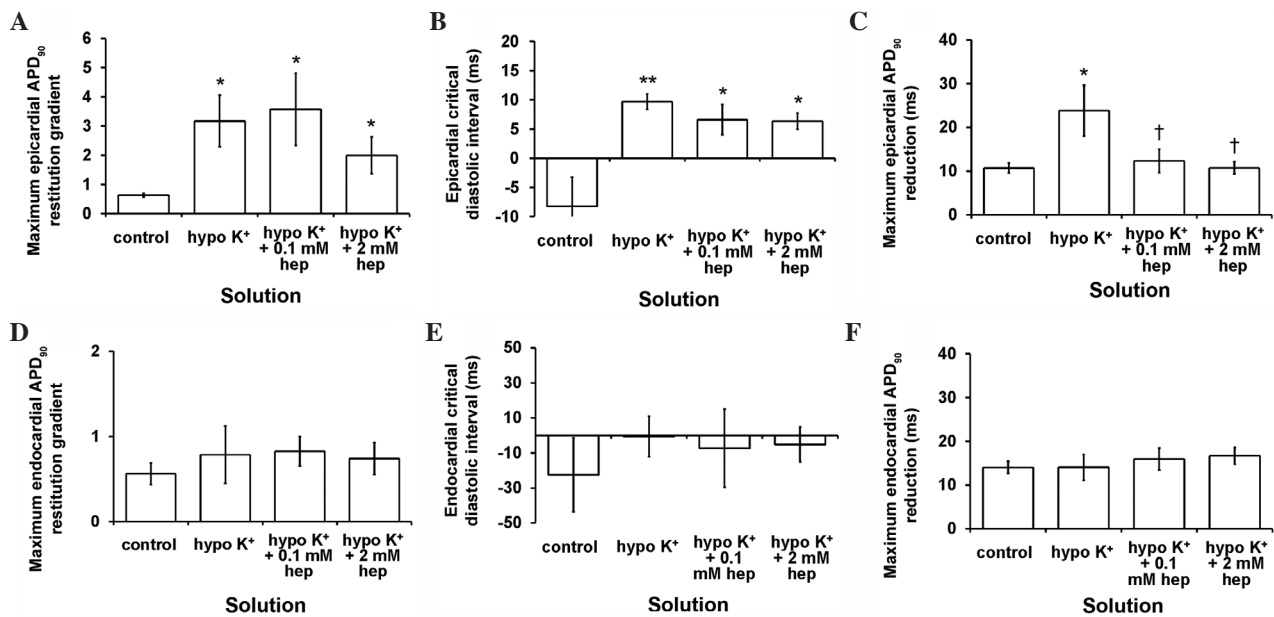 A
Maximum epicardial APD90
restitution gradient
6
5
4
3
2
1
0
*
*
*
control
hypo K+
hypo K+
+ 0.1 mM
hep
hypo K+
+ 2 mM
hep
Solution
B
Epicardial critical
diastolic interval (ms)
20
15
10
5
0
-5
-10
**
*
*
control
hypo K+
hypo K+
+ 0.1 mM
hep
hypo K+
+ 2 mM
hep
Solution
C
Maximum epicardial APD90
reduction (ms)
40
30
20
10
0
*
†
†
control
hypo K+
hypo K+
+ 0.1 mM
hep
hypo K+
+ 2 mM
hep
Solution
D
Maximum endocardial APD90
restitution gradient
2
1
0
control
hypo K+
hypo K+
+ 0.1 mM
hep
hypo K+
+ 2 mM
hep
Solution
E
Endocardial critical
diastolic interval (ms)
50
30
10
-10
-30
-50
control
hypo K+
hypo K+
+ 0.1
mM hep
hypo K+
+ 2 mM
hep
Solution
F
Maximum endocardial APD90
reduction (ms)
40
30
20
10
0
control
hypo K+
hypo K+
+ 0.1
mM hep
hypo K+
+ 2 mM hep
Solution